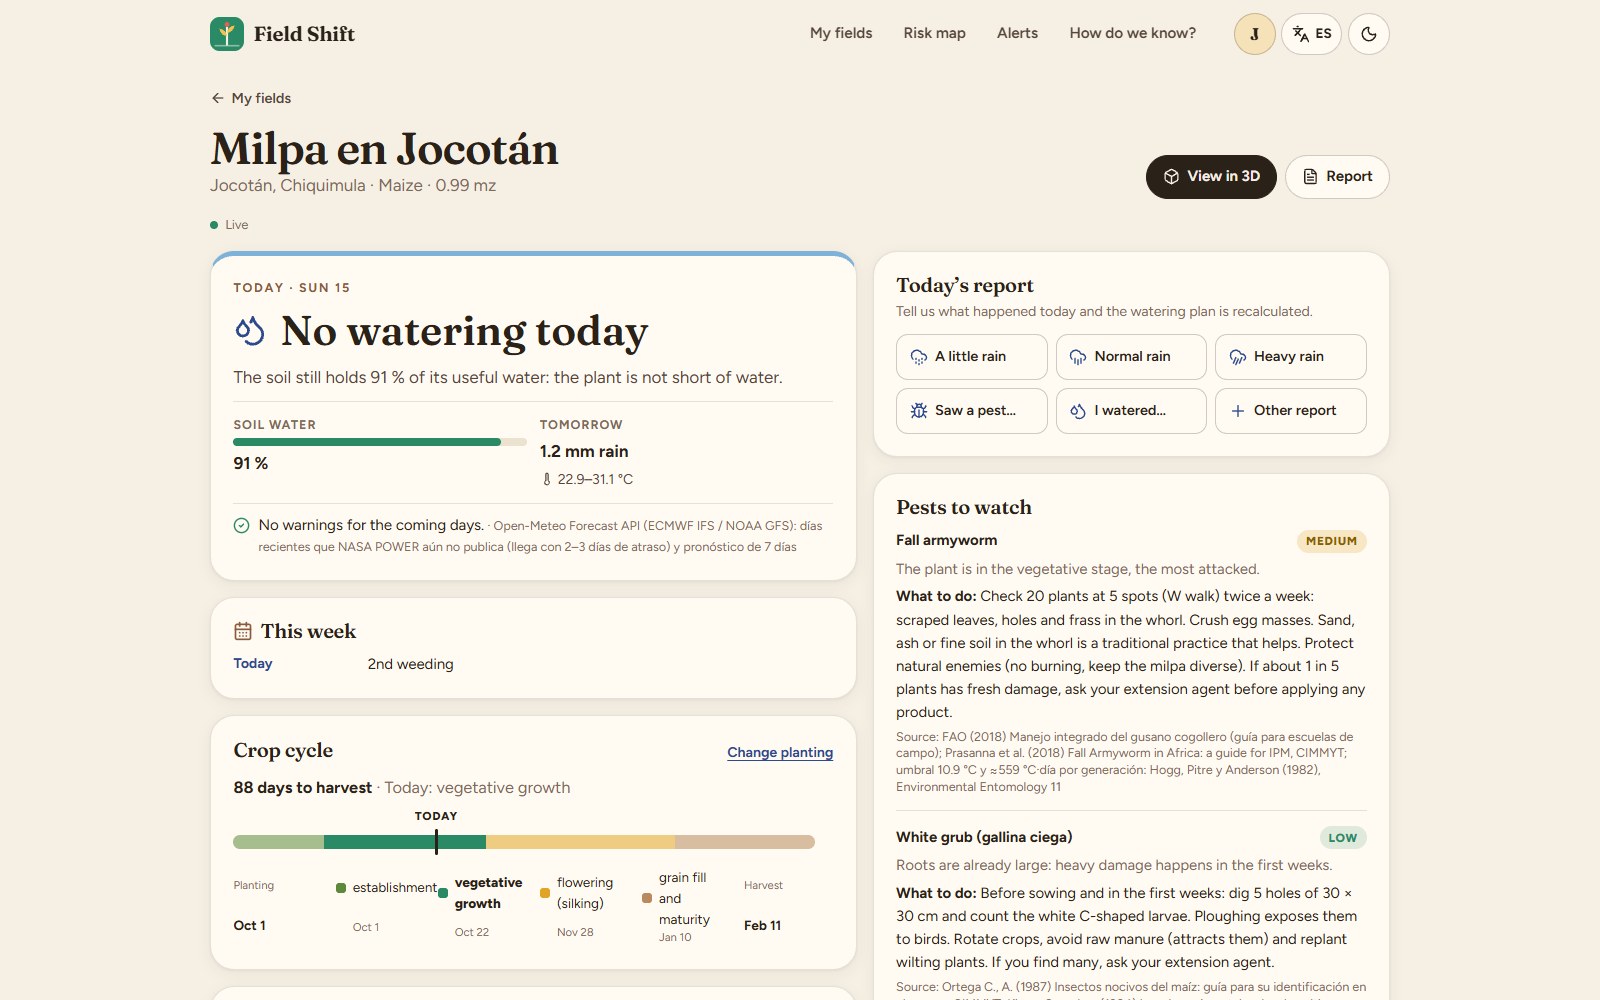 Field Shift
My fields
Risk map
Alerts
How do we know?
J
ES
My fields
Milpa en Jocotán
Jocotán, Chiquimula · Maize · 0.99 mz
View in 3D
Report
Live
TODAY · SUN 15
No watering today
The soil still holds 91 % of its useful water: the plant is not short of water.
SOIL WATER
91 %
TOMORROW
1.2 mm rain
22.9–31.1 °C
No warnings for the coming days. · Open-Meteo Forecast API (ECMWF IFS / NOAA GFS): días
recientes que NASA POWER aún no publica (llega con 2–3 días de atraso) y pronóstico de 7 días
This week
Today
2nd weeding
Crop cycle
Change planting
88 days to harvest · Today: vegetative growth
TODAY
Planting
Oct 1
establishment
Oct 1
vegetative
growth
Oct 22
flowering
(silking)
Nov 28
grain fill
and
maturity
Jan 10
Harvest
Feb 11
Today’s report
Tell us what happened today and the watering plan is recalculated.
A little rain
Normal rain
Heavy rain
Saw a pest...
I watered...
Other report
Pests to watch
Fall armyworm
MEDIUM
The plant is in the vegetative stage, the most attacked.
What to do: Check 20 plants at 5 spots (W walk) twice a week:
scraped leaves, holes and frass in the whorl. Crush egg masses. Sand,
ash or fine soil in the whorl is a traditional practice that helps. Protect
natural enemies (no burning, keep the milpa diverse). If about 1 in 5
plants has fresh damage, ask your extension agent before applying any
product.
Source: FAO (2018) Manejo integrado del gusano cogollero (guía para escuelas de
campo); Prasanna et al. (2018) Fall Armyworm in Africa: a guide for IPM, CIMMYT;
umbral 10.9 °C y ≈559 °C·día por generación: Hogg, Pitre y Anderson (1982),
Environmental Entomology 11
White grub (gallina ciega)
LOW
Roots are already large: heavy damage happens in the first weeks.
What to do: Before sowing and in the first weeks: dig 5 holes of 30 ×
30 cm and count the white C-shaped larvae. Ploughing exposes them
to birds. Rotate crops, avoid raw manure (attracts them) and replant
wilting plants. If you find many, ask your extension agent.
Source: Ortega C., A. (1987) Insectos nocivos del maíz: guía para su identificación en